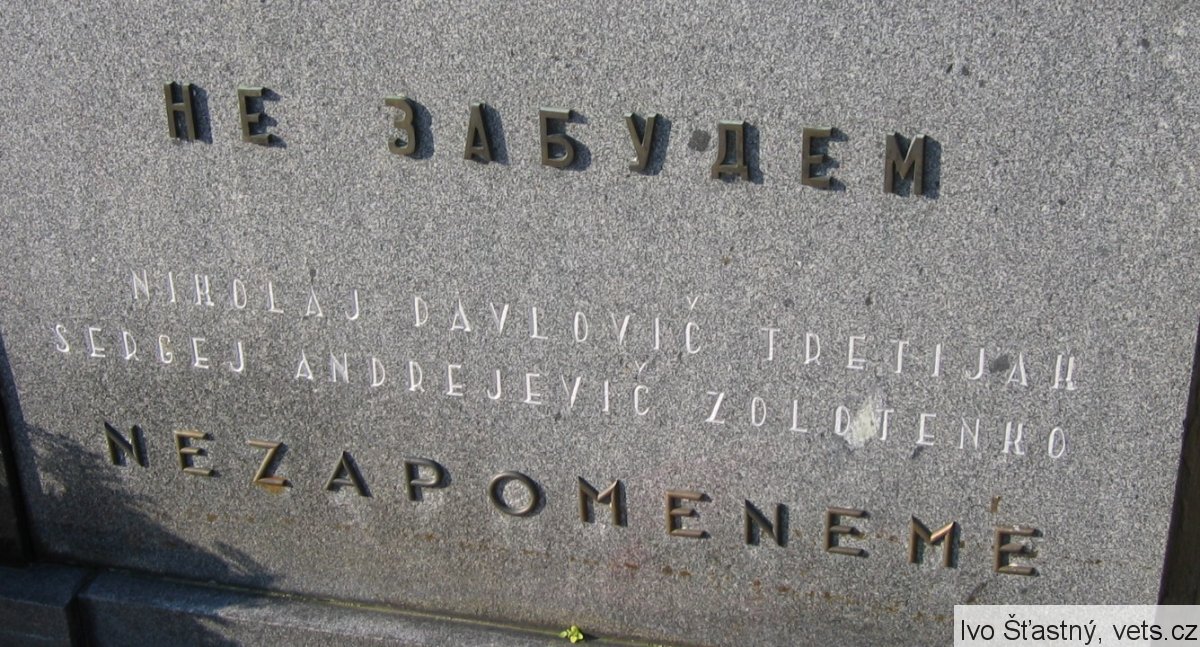 НЕ ЗАБУДЕМ
NIKOLAJ PAVLOVIČ TRETIJAK
SERGEJ ANDREJEVIČ ZOLOTENKO
NEZAPOMENEME
Ivo Šťastný, vets.cz